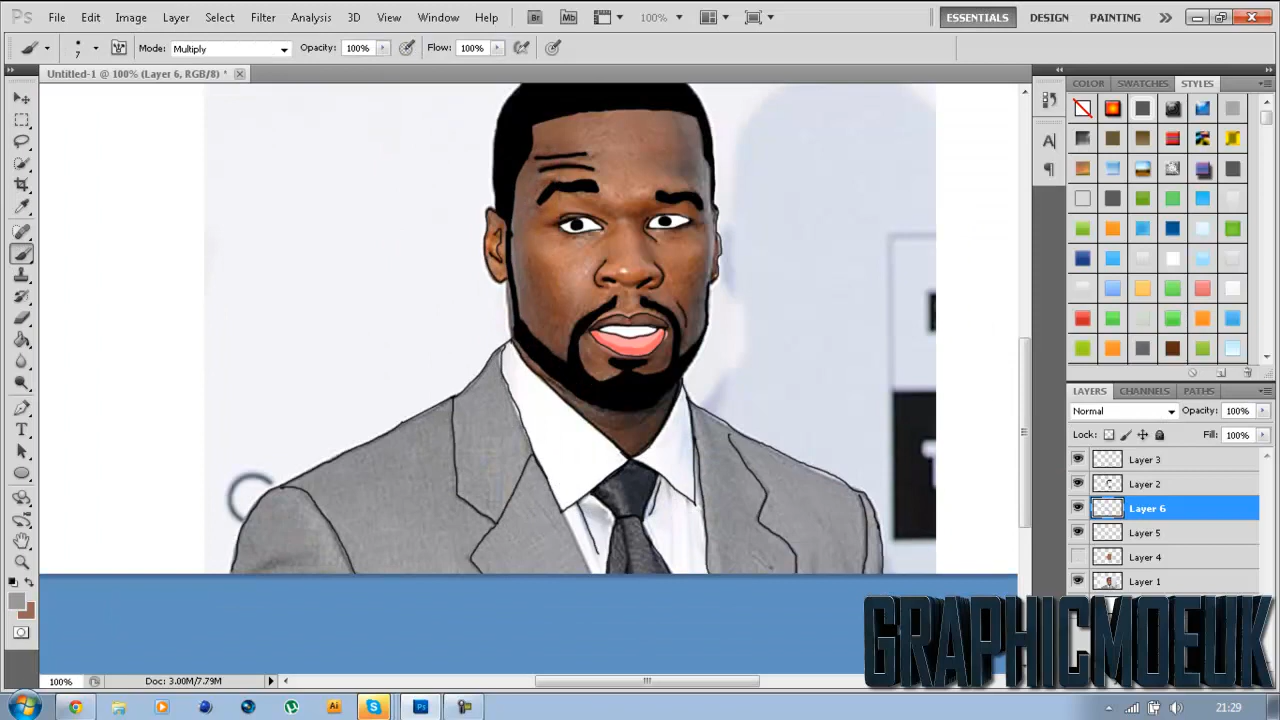 Ps File Edit Image Layer Select Filter Analysis 3D View Window Help Br Mb 100% ESSENTIALS DESIGN PAINTING
7 Mode: Multiply Opacity: 100% Flow: 100%
Untitled-1 @ 100% (Layer 6, RGB/8) *
COLOR SWATCHES STYLES
LAYERS CHANNELS PATHS
Normal Opacity: 100%
Lock: Fill: 100%
Layer 3
Layer 2
Layer 6
Layer 5
Layer 4
Layer 1
GRAPHICMOEUK
100% Doc: 3.00M/7.79M
21:29